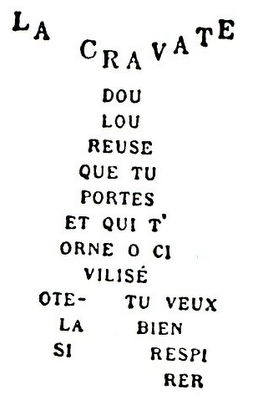 LA CRAVATE
DOU
LOU
REUSE
QUE TU
PORTES
ET QUI T'
ORNE O CI
VILISÉ
OTE- TU VEUX
LA BIEN
SI RESPI
RER